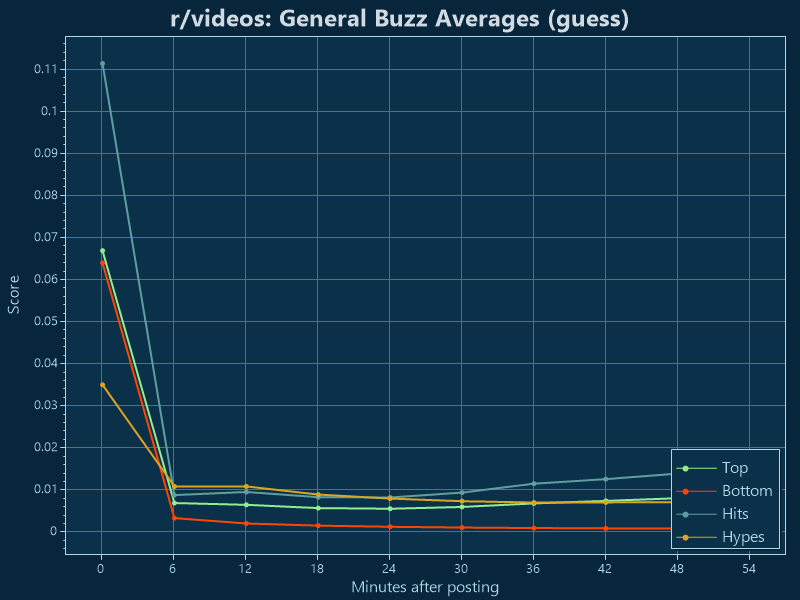 r/videos: General Buzz Averages (guess)
0.11
0.1
0.09
0.08
0.07
0.06
0.05
0.04
0.03
0.02
0.01
0
Score
0 6 12 18 24 30 36 42 48 54
Minutes after posting
Top
Bottom
Hits
Hypes